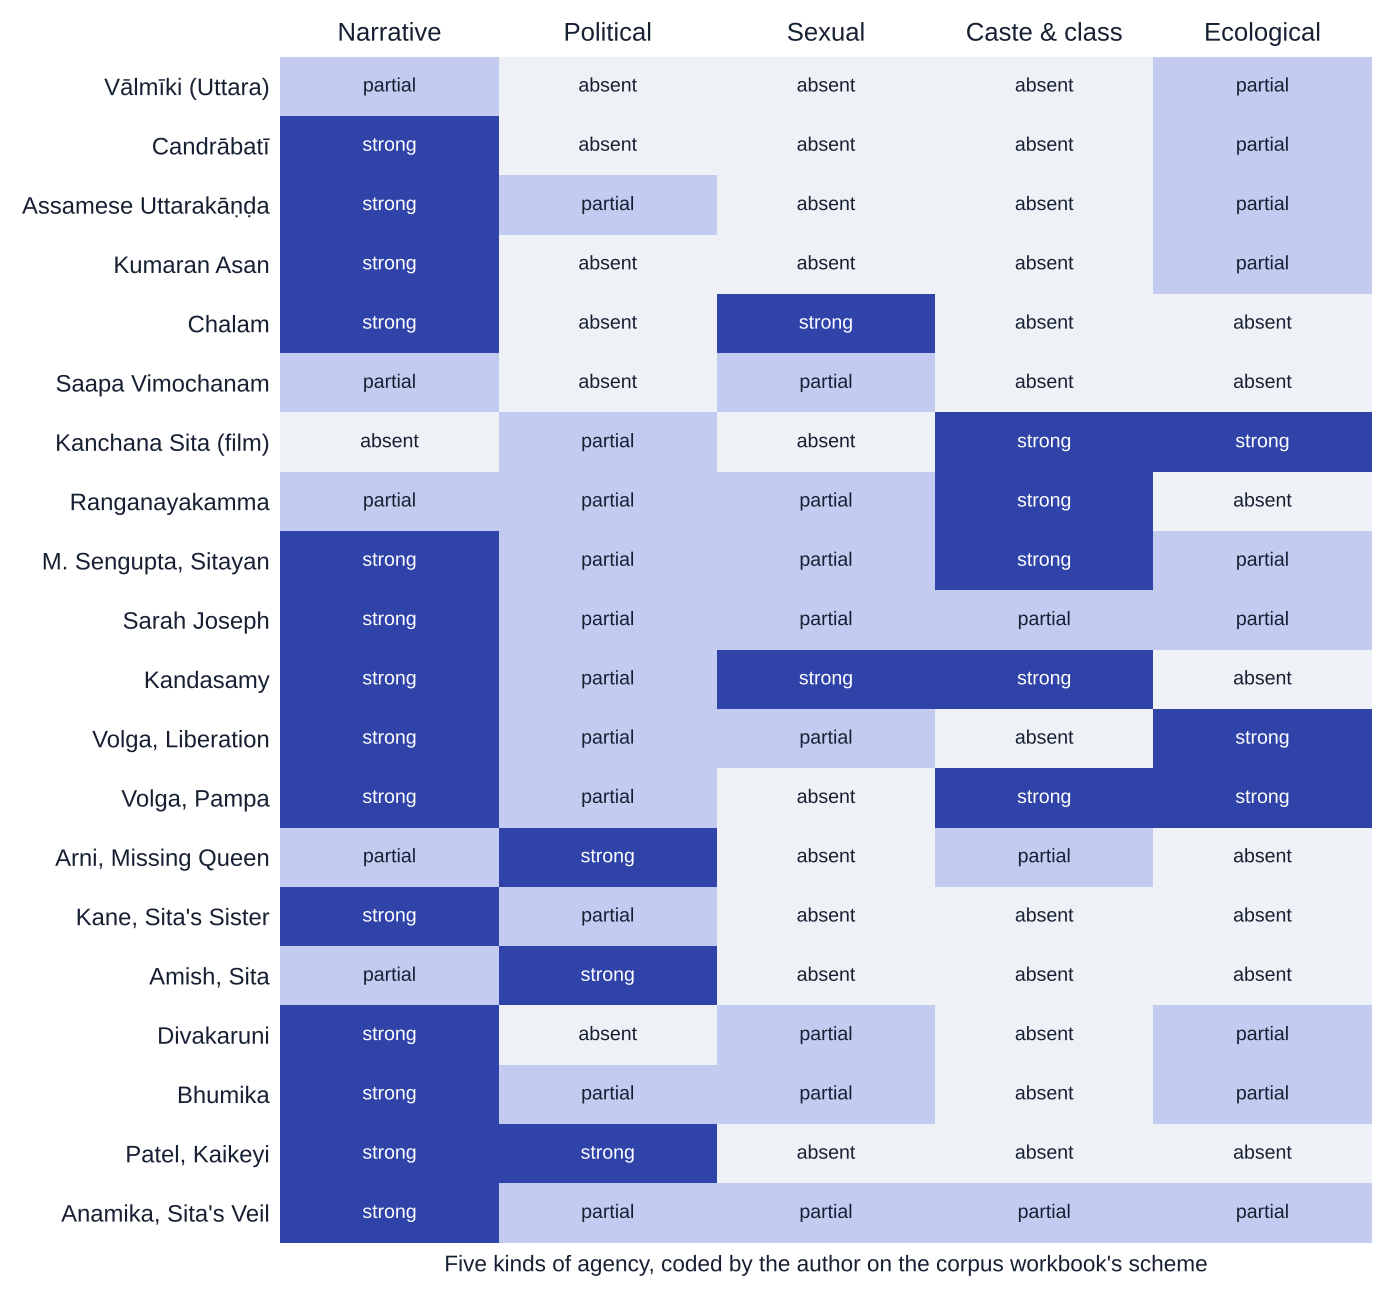 Narrative Political Sexual Caste & class Ecological
Vālmīki (Uttara) partial absent absent absent partial
Candrābatī strong absent absent absent partial
Assamese Uttarakāṇḍa strong partial absent absent partial
Kumaran Asan strong absent absent absent partial
Chalam strong absent strong absent absent
Saapa Vimochanam partial absent partial absent absent
Kanchana Sita (film) absent partial absent strong strong
Ranganayakamma partial partial partial strong absent
M. Sengupta, Sitayan strong partial partial strong partial
Sarah Joseph strong partial partial partial partial
Kandasamy strong partial strong strong absent
Volga, Liberation strong partial partial absent strong
Volga, Pampa strong partial absent strong strong
Arni, Missing Queen partial strong absent partial absent
Kane, Sita's Sister strong partial absent absent absent
Amish, Sita partial strong absent absent absent
Divakaruni strong absent partial absent partial
Bhumika strong partial partial absent partial
Patel, Kaikeyi strong strong absent absent absent
Anamika, Sita's Veil strong partial partial partial partial
Five kinds of agency, coded by the author on the corpus workbook's scheme